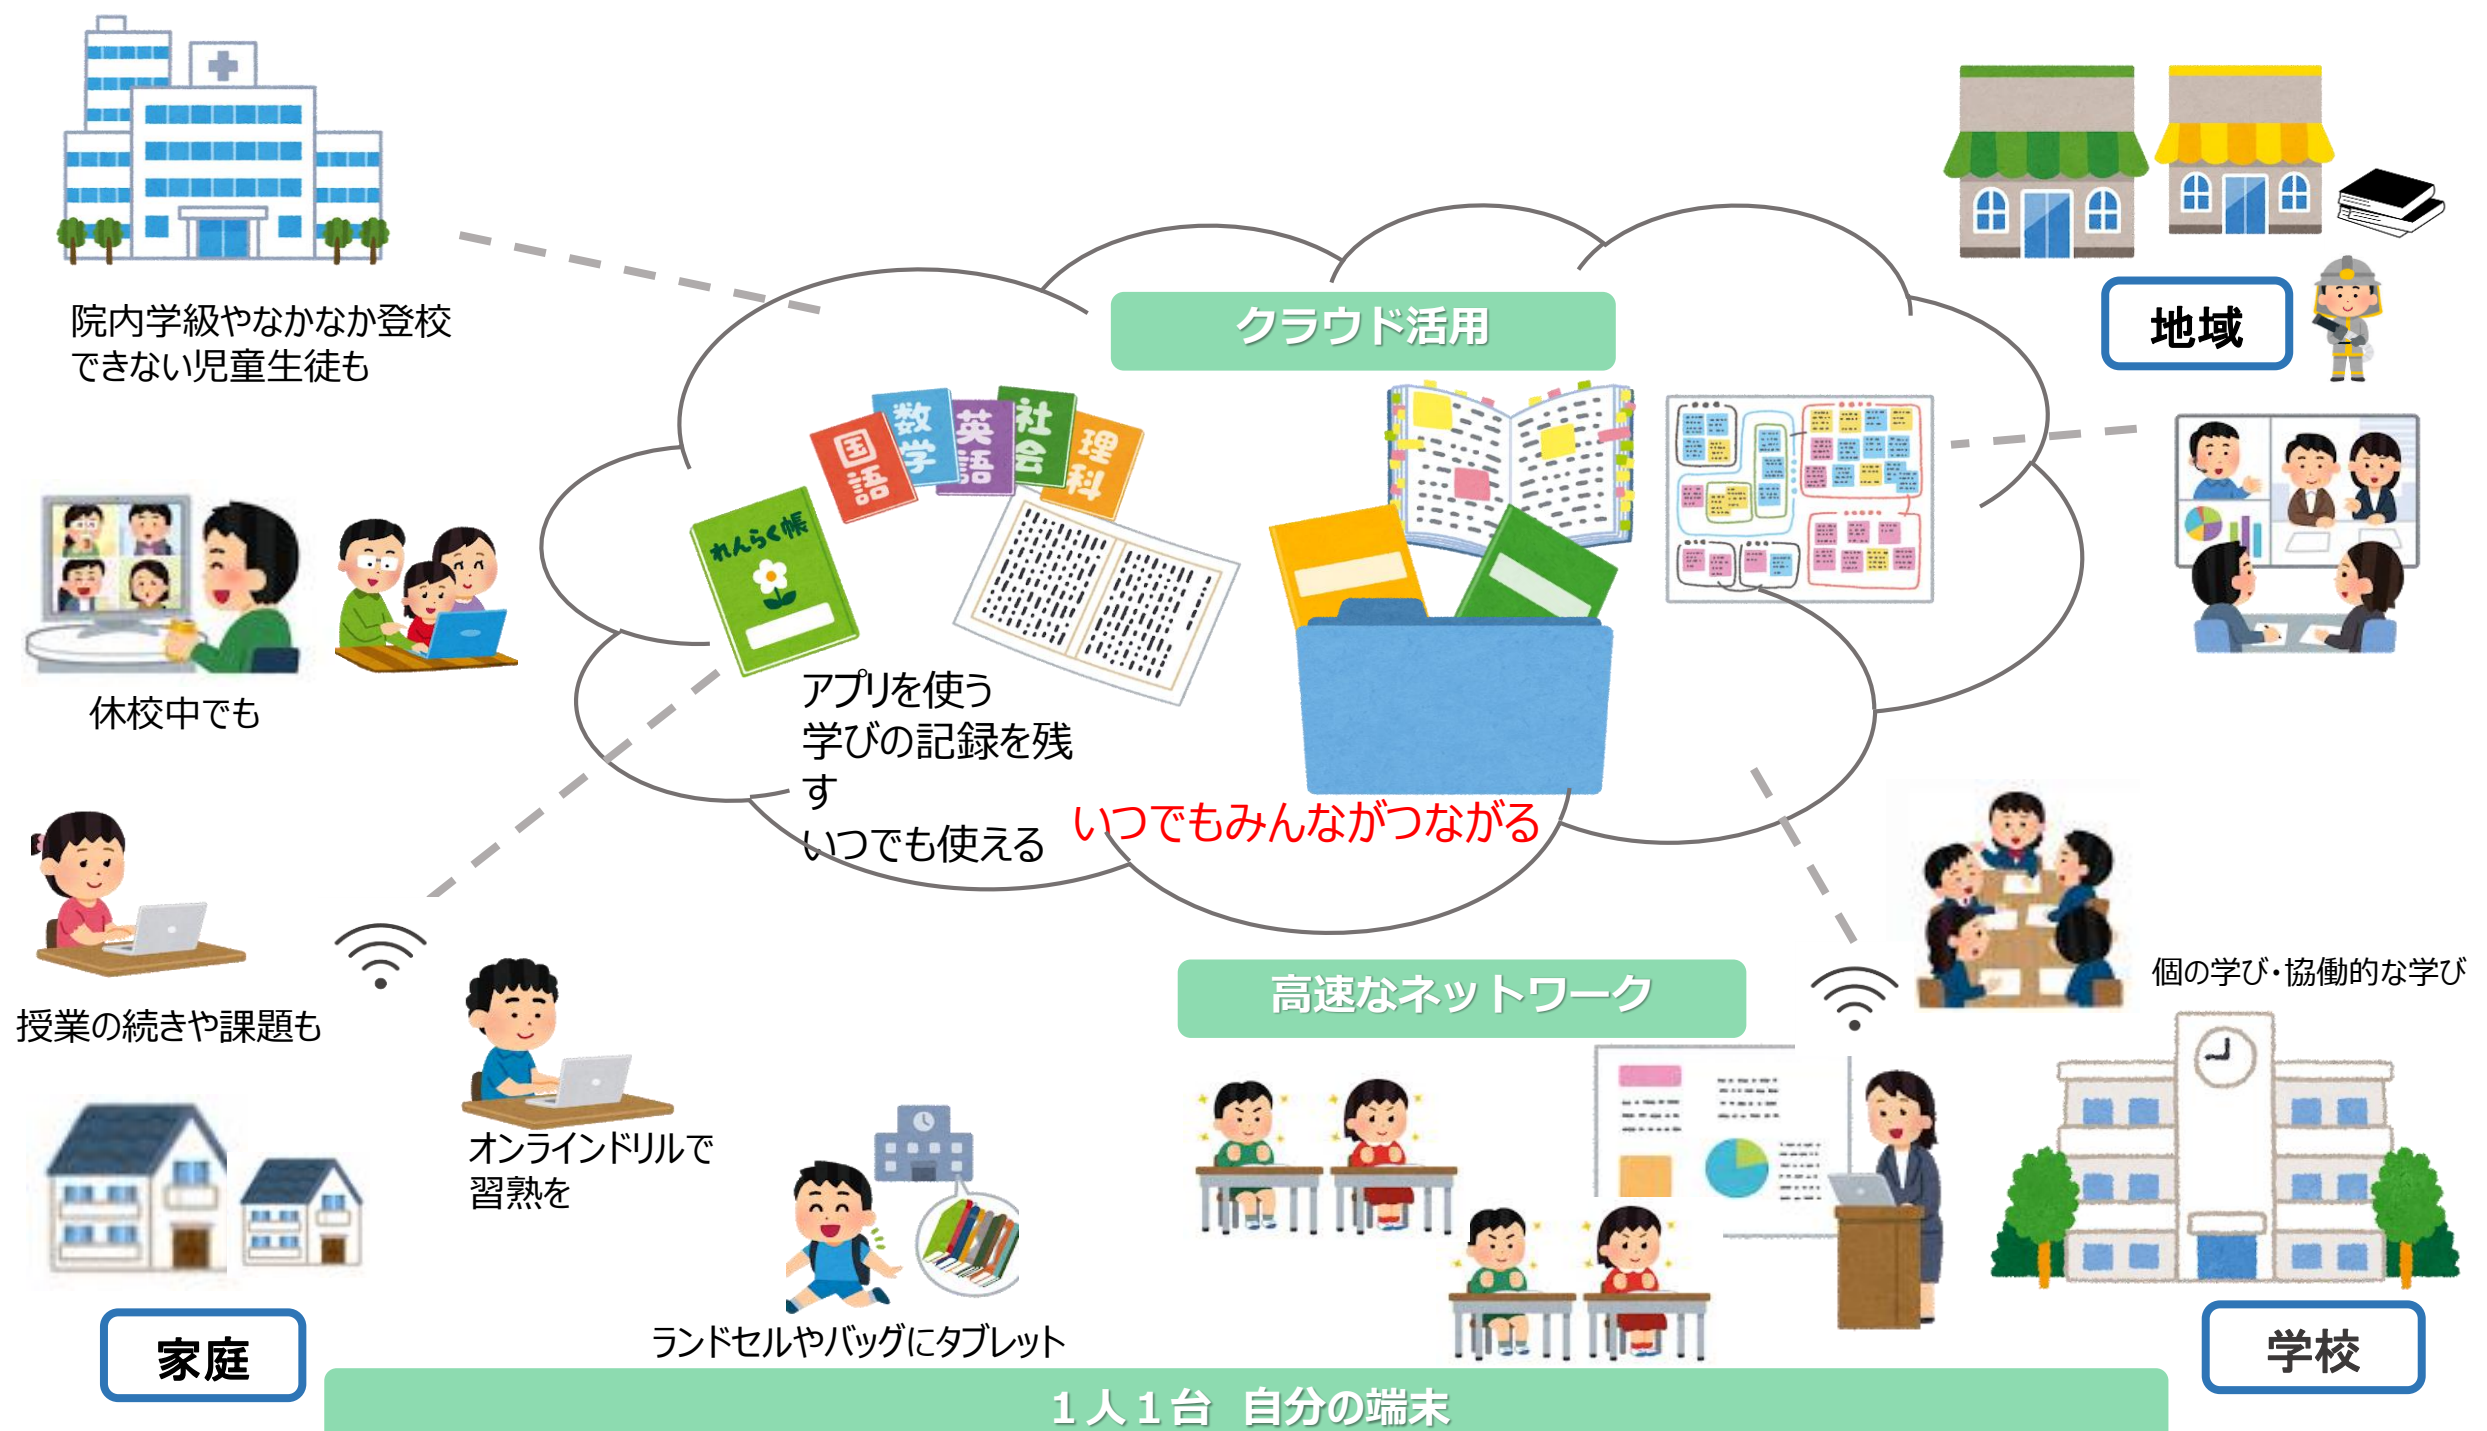 院内学級やなかなか登校
できない児童生徒も
クラウド活用
地域
国語
数学
英語
社会
理科
れんらく帳
休校中でも
アプリを使う
学びの記録を残
す
いつでも使える
いつでもみんながつながる
授業の続きや課題も
高速なネットワーク
個の学び・協働的な学び
オンラインドリルで
習熟を
ランドセルやバッグにタブレット
家庭
学校
１人１台 自分の端末